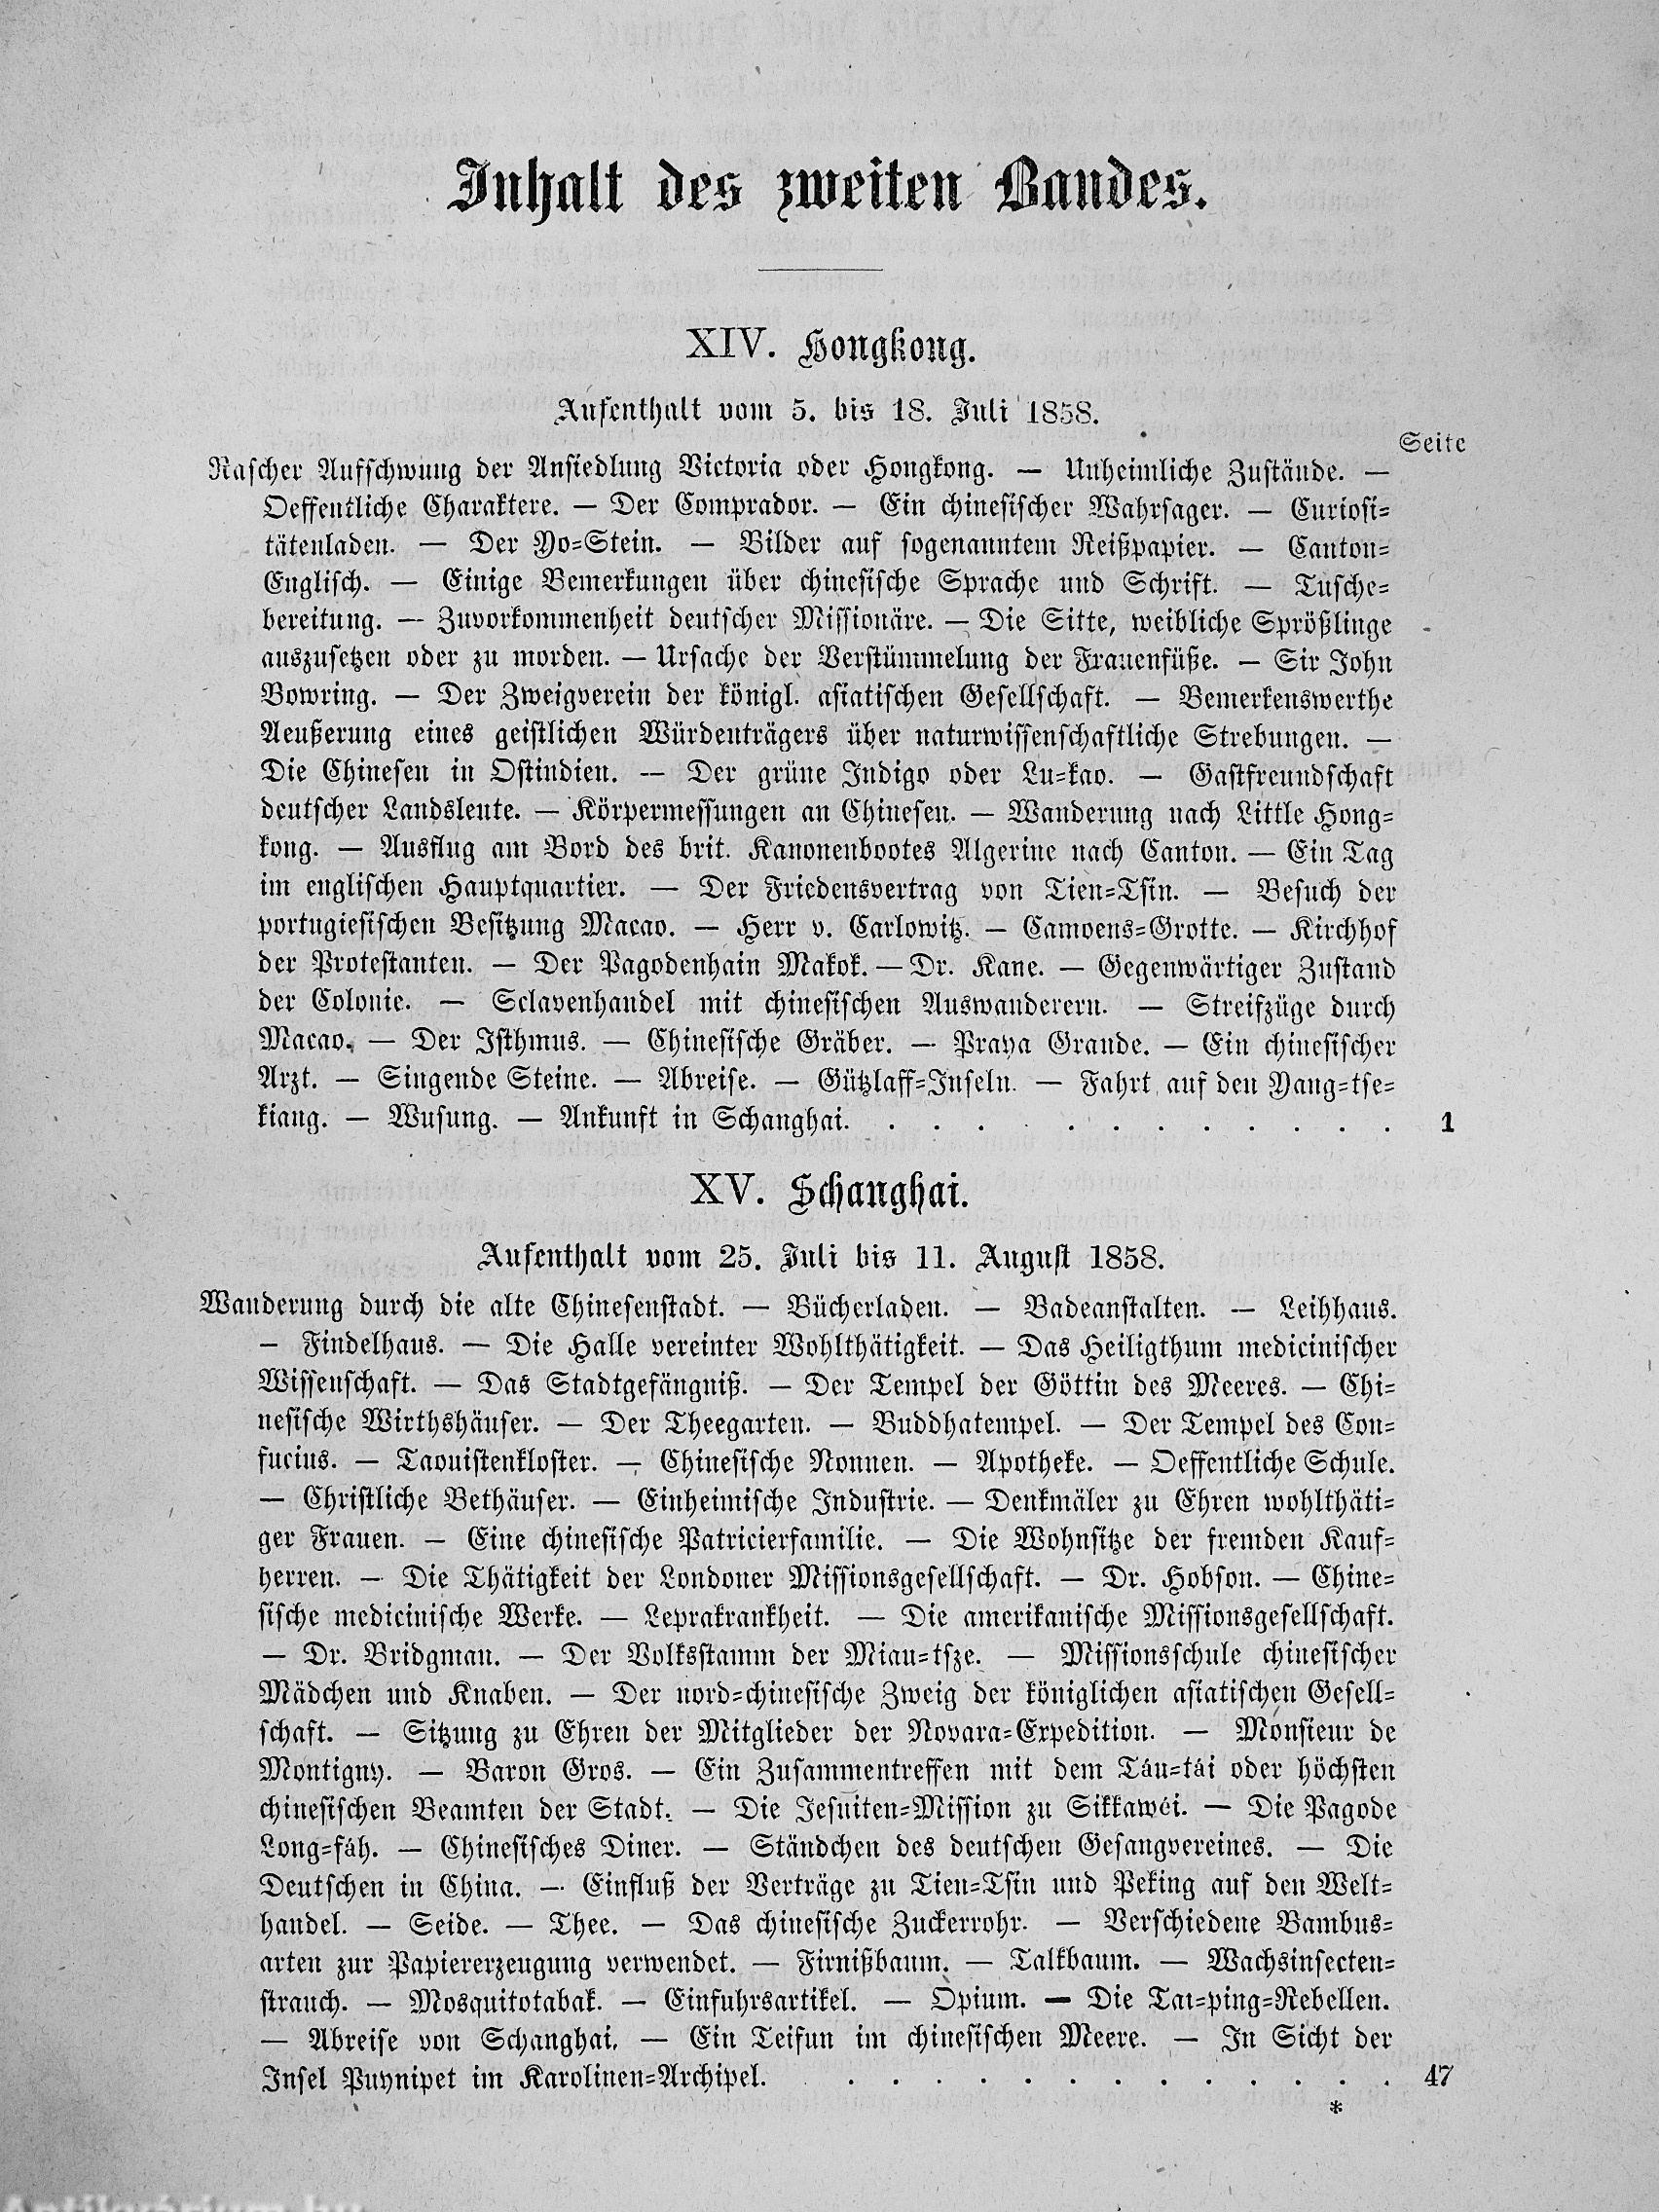 Inhalt des zweiten Bandes.
XIV. Hongkong.
Aufenthalt vom 5. bis 18. Juli 1858.
Seite
Rascher Aufschwung der Ansiedlung Victoria oder Hongkong. — Unheimliche Zustände. —
Oeffentliche Charaktere. — Der Comprador. — Ein chinesischer Wahrsager. — Curiosi-
tätenladen. — Der Yo-Stein. — Bilder auf sogenanntem Reißpapier. — Canton-
Englisch. — Einige Bemerkungen über chinesische Sprache und Schrift. — Tusche-
bereitung. — Zuvorkommenheit deutscher Missionäre. — Die Sitte, weibliche Sprößlinge
auszusetzen oder zu morden. — Ursache der Verstümmelung der Frauenfüße. — Sir John
Bowring. — Der Zweigverein der königl. asiatischen Gesellschaft. — Bemerkenswerthe
Aeußerung eines geistlichen Würdenträgers über naturwissenschaftliche Strebungen. —
Die Chinesen in Ostindien. — Der grüne Indigo oder Lu-kao. — Gastfreundschaft
deutscher Landsleute. — Körpermessungen an Chinesen. — Wanderung nach Little Hong-
kong. — Ausflug am Bord des brit. Kanonenbootes Algerine nach Canton. — Ein Tag
im englischen Hauptquartier. — Der Friedensvertrag von Tien-Tsin. — Besuch der
portugiesischen Besitzung Macao. — Herr v. Carlowitz. — Camoens-Grotte. — Kirchhof
der Protestanten. — Der Pagodenhain Makok. — Dr. Kane. — Gegenwärtiger Zustand
der Colonie. — Sclavenhandel mit chinesischen Auswanderern. — Streifzüge durch
Macao. — Der Isthmus. — Chinesische Gräber. — Praya Grande. — Ein chinesischer
Arzt. — Singende Steine. — Abreise. — Gützlaff-Inseln. — Fahrt auf den Yang-tse-
kiang. — Wusung. — Ankunft in Schanghai. . . . . . . . . . . . 1
XV. Schanghai.
Aufenthalt vom 25. Juli bis 11. August 1858.
Wanderung durch die alte Chinesenstadt. — Bücherladen. — Badeanstalten. — Leihhaus.
— Findelhaus. — Die Halle vereinter Wohlthätigkeit. — Das Heiligthum medicinischer
Wissenschaft. — Das Stadtgefängniß. — Der Tempel der Göttin des Meeres. — Chi-
nesische Wirthshäuser. — Der Theegarten. — Buddhatempel. — Der Tempel des Con-
fucius. — Taouistenkloster. — Chinesische Nonnen. — Apotheke. — Oeffentliche Schule.
— Christliche Bethäuser. — Einheimische Industrie. — Denkmäler zu Ehren wohlthäti-
ger Frauen. — Eine chinesische Patricierfamilie. — Die Wohnsitze der fremden Kauf-
herren. — Die Thätigkeit der Londoner Missionsgesellschaft. — Dr. Hobson. — Chine-
sische medicinische Werke. — Leprakrankheit. — Die amerikanische Missionsgesellschaft.
— Dr. Bridgman. — Der Volksstamm der Miau-tsze. — Missionsschule chinesischer
Mädchen und Knaben. — Der nord-chinesische Zweig der königlichen asiatischen Gesell-
schaft. — Sitzung zu Ehren der Mitglieder der Novara-Expedition. — Monsieur de
Montigny. — Baron Gros. — Ein Zusammentreffen mit dem Táu-tái oder höchsten
chinesischen Beamten der Stadt. — Die Jesuiten-Mission zu Sikkawéi. — Die Pagode
Long-fáh. — Chinesisches Diner. — Ständchen des deutschen Gesangvereines. — Die
Deutschen in China. — Einfluß der Verträge zu Tien-Tsin und Peking auf den Welt-
handel. — Seide. — Thee. — Das chinesische Zuckerrohr. — Verschiedene Bambus-
arten zur Papiererzeugung verwendet. — Firnißbaum. — Talkbaum. — Wachsinsecten-
strauch. — Mosquitotabak. — Einfuhrsartikel. — Opium. — Die Tai-ping-Rebellen.
— Abreise von Schanghai. — Ein Teifun im chinesischen Meere. — In Sicht der
Insel Puynipet im Karolinen-Archipel. . . . . . . . . . . . . . 47
*